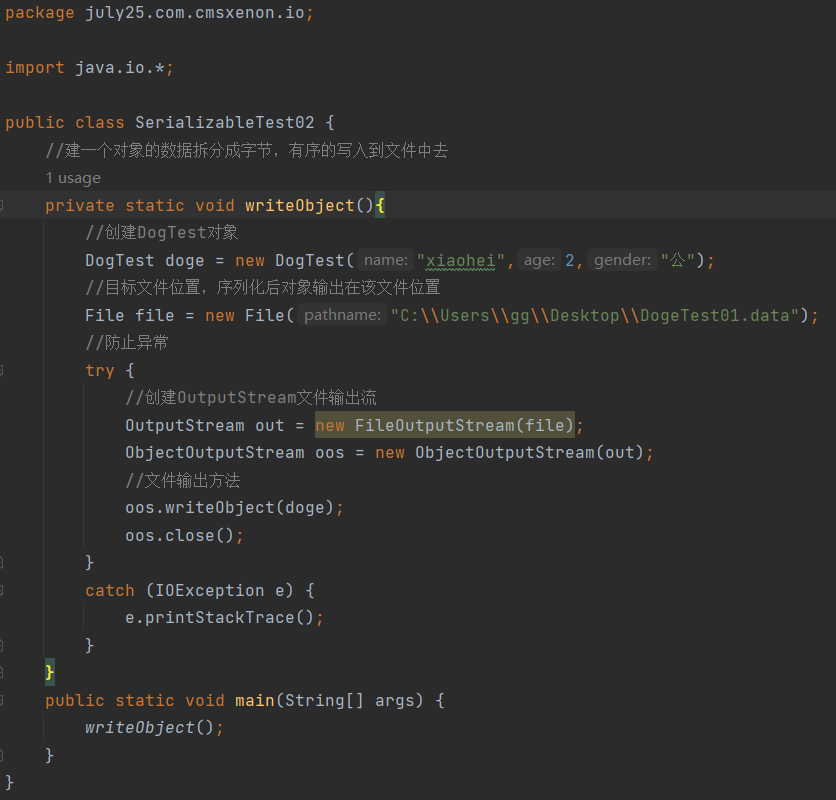 package july25.com.cmsxenon.io;
import java.io.*;
public class SerializableTest02 {
//建一个对象的数据拆分成字节，有序的写入到文件中去
1 usage
private static void writeObject(){
//创建DogTest对象
DogTest doge = new DogTest( name: "xiaohei", age: 2, gender: "公");
//目标文件位置，序列化后对象输出在该文件位置
File file = new File( pathname: "C:\\Users\\gg\\Desktop\\DogeTest01.data");
//防止异常
try {
//创建OutputStream文件输出流
OutputStream out = new FileOutputStream(file);
ObjectOutputStream oos = new ObjectOutputStream(out);
//文件输出方法
oos.writeObject(doge);
oos.close();
}
catch (IOException e) {
e.printStackTrace();
}
}
public static void main(String[] args) {
writeObject();
}
}